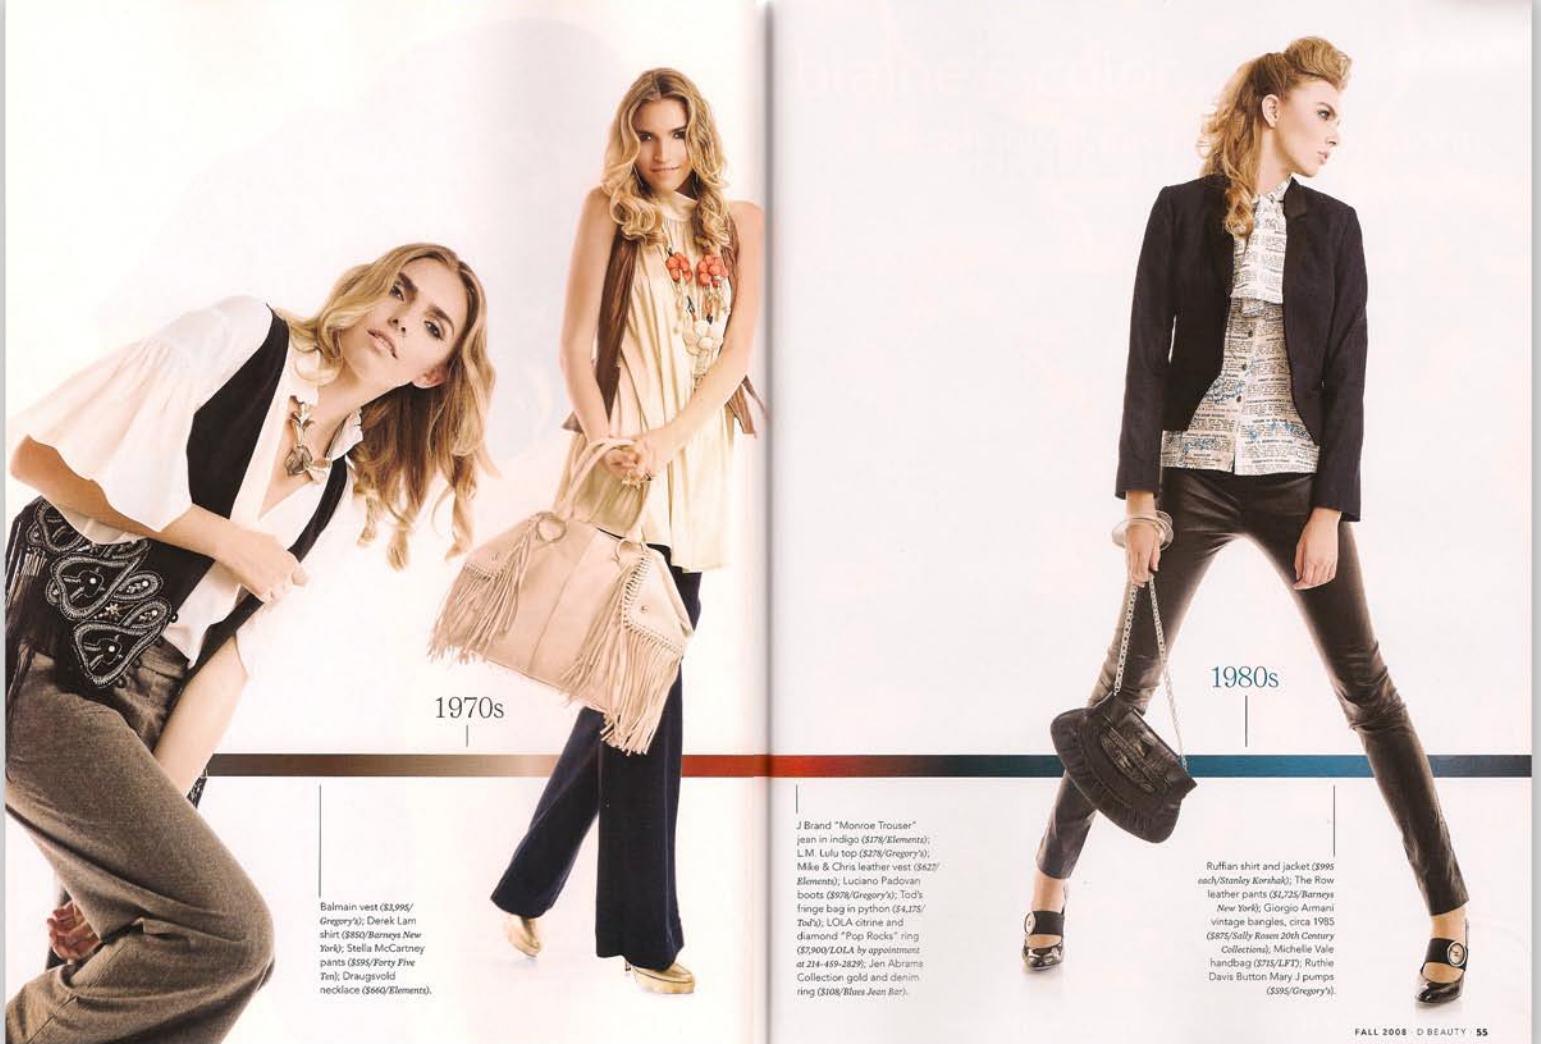 1970s
Balmain vest ($3,995/
Gregory's); Derek Lam
shirt ($850/Barneys New
York); Stella McCartney
pants ($595/Forty Five
Ten); Draugsvold
necklace ($660/Elements).
J Brand "Monroe Trouser"
jean in indigo ($178/Elements);
L.M. Lulu top ($278/Gregory's);
Mike & Chris leather vest ($627/
Elements); Luciano Padovan
boots ($978/Gregory's); Tod's
fringe bag in python ($4,175/
Tod's); LOLA citrine and
diamond "Pop Rocks" ring
($7,900/LOLA by appointment
at 214-459-2829); Jen Abrams
Collection gold and denim
ring ($108/Blues Jean Bar).
1980s
Ruffian shirt and jacket ($995
each/Stanley Korshak); The Row
leather pants ($1,725/Barneys
New York); Giorgio Armani
vintage bangles, circa 1985
($875/Sally Rosen 20th Century
Collections); Michelle Vale
handbag ($715/LFT); Ruthie
Davis Button Mary J pumps
($595/Gregory's).
FALL 2008 D BEAUTY 55